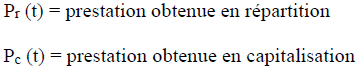 Pr (t) = prestation obtenue en répartition
Pc (t) = prestation obtenue en capitalisation